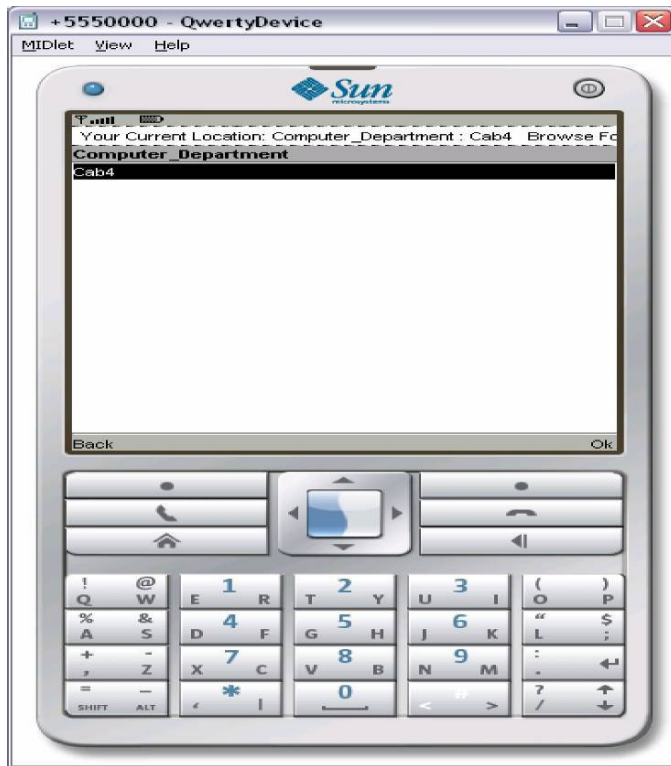 +5550000 - QwertyDevice
MIDlet View Help
Sun
microsystems
Your Current Location: Computer_Department : Cab4 Browse Fo
Computer_Department
Cab4
Back Ok
! @ 1 2 3 ( )
Q W E R T Y U I O P
% & 4 5 6 “ $
A S D F G H J K L ;
+ - 7 8 9 :
, Z X C V B N M .
= _ * 0 # ?
SHIFT ALT ‘ | < > /